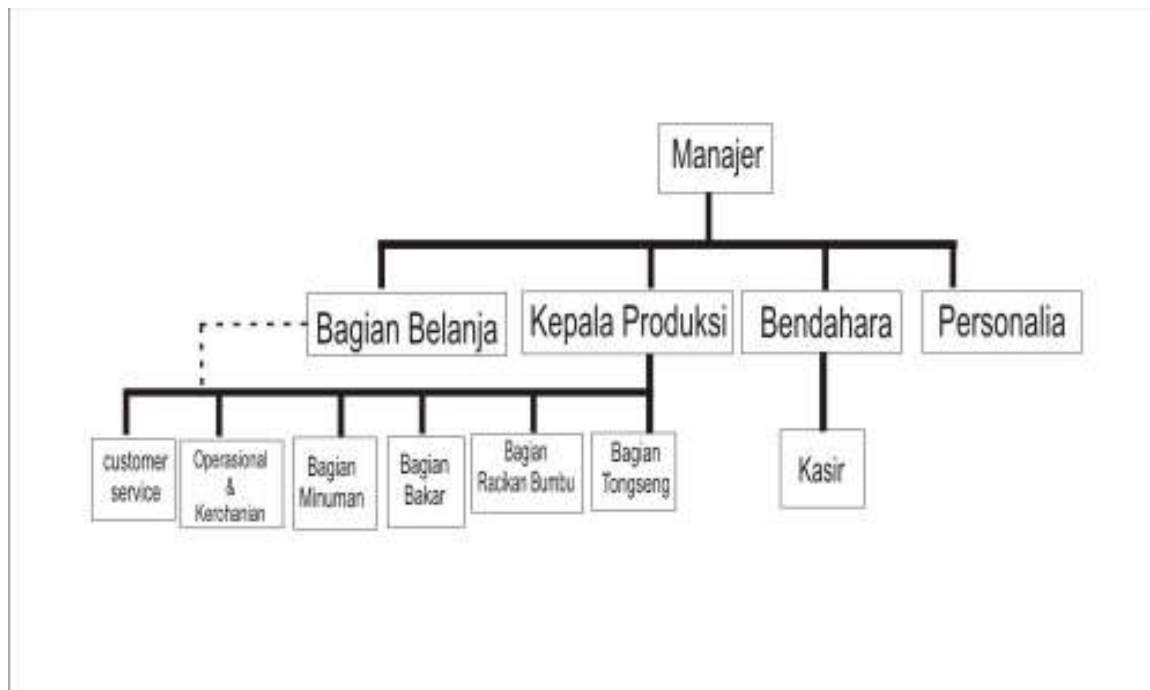 Manajer
Bagian Belanja
Kepala Produksi
Bendahara
Personalia
customer
service
Operasional
&
Kerohanian
Bagian
Minuman
Bagian
Bakar
Bagian
Racikan Bumbu
Bagian
Tongseng
Kasir